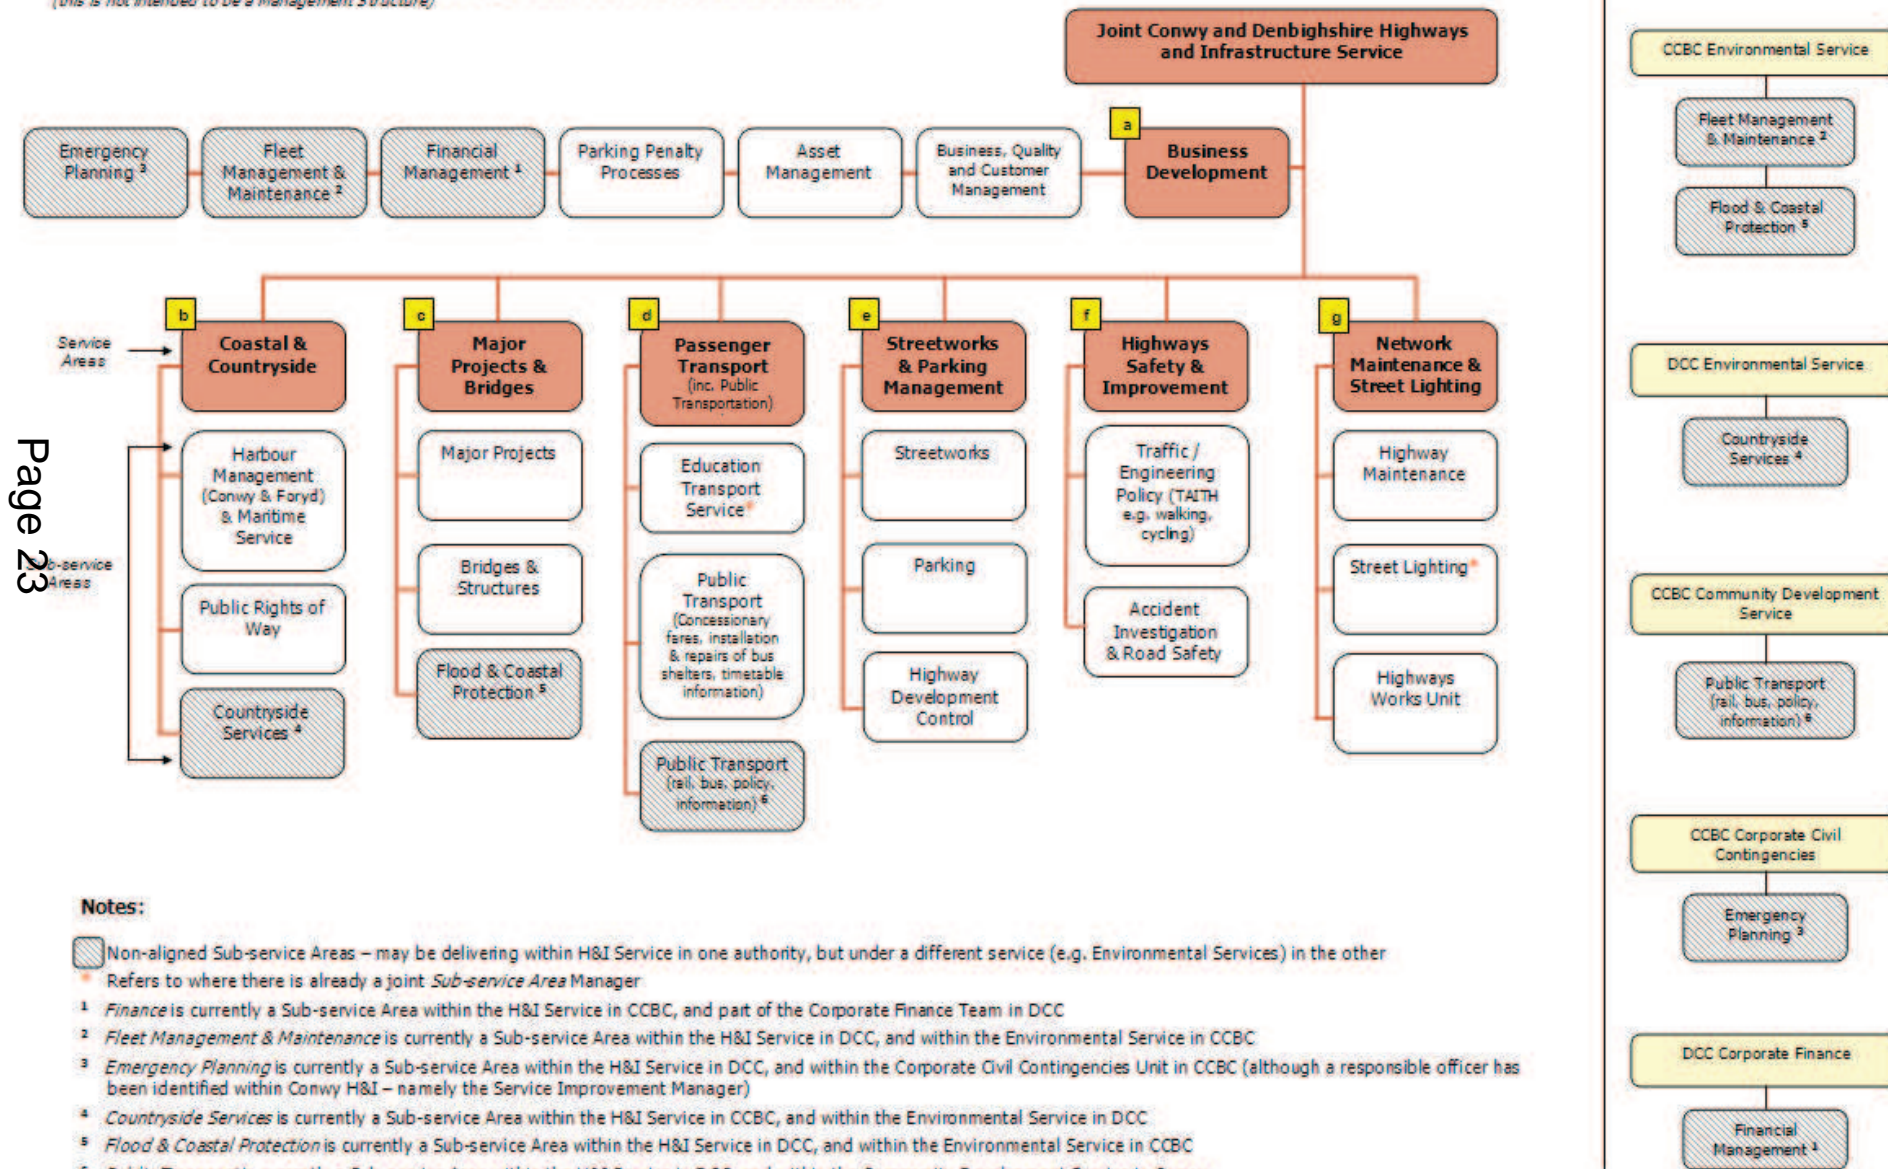 (this is not intended to be a Management Structure)
Joint Conwy and Denbighshire Highways
and Infrastructure Service
a
Emergency
Planning 3
Fleet
Management &
Maintenance 2
Financial
Management 1
Parking Penalty
Processes
Asset
Management
Business, Quality
and Customer
Management
Business
Development
Service
Areas
b
Coastal &
Countryside
Harbour
Management
(Conwy & Foryd)
& Maritime
Service
Public Rights of
Way
Countryside
Services 4
c
Major
Projects &
Bridges
Major Projects
Bridges &
Structures
Flood & Coastal
Protection 5
d
Passenger
Transport
(inc. Public
Transportation)
Education
Transport
Service*
Public
Transport
(Concessionary
fares, installation
& repairs of bus
shelters, timetable
information)
Public Transport
(rail, bus, policy,
information) 6
e
Streetworks
& Parking
Management
Streetworks
Parking
Highway
Development
Control
f
Highways
Safety &
Improvement
Traffic /
Engineering
Policy (TAITH
e.g. walking,
cycling)
Accident
Investigation
& Road Safety
g
Network
Maintenance &
Street Lighting
Highway
Maintenance
Street Lighting*
Highways
Works Unit
Page 23
-service
Areas
Notes:
Non-aligned Sub-service Areas – may be delivering within H&I Service in one authority, but under a different service (e.g. Environmental Services) in the other
* Refers to where there is already a joint Sub-service Area Manager
1 Finance is currently a Sub-service Area within the H&I Service in CCBC, and part of the Corporate Finance Team in DCC
2 Fleet Management & Maintenance is currently a Sub-service Area within the H&I Service in DCC, and within the Environmental Service in CCBC
3 Emergency Planning is currently a Sub-service Area within the H&I Service in DCC, and within the Corporate Civil Contingencies Unit in CCBC (although a responsible officer has
been identified within Conwy H&I – namely the Service Improvement Manager)
4 Countryside Services is currently a Sub-service Area within the H&I Service in CCBC, and within the Environmental Service in DCC
5 Flood & Coastal Protection is currently a Sub-service Area within the H&I Service in DCC, and within the Environmental Service in CCBC
CCBC Environmental Service
Fleet Management
& Maintenance 2
Flood & Coastal
Protection 5
DCC Environmental Service
Countryside
Services 4
CCBC Community Development
Service
Public Transport
(rail, bus, policy,
information) 6
CCBC Corporate Civil
Contingencies
Emergency
Planning 3
DCC Corporate Finance
Financial
Management 1